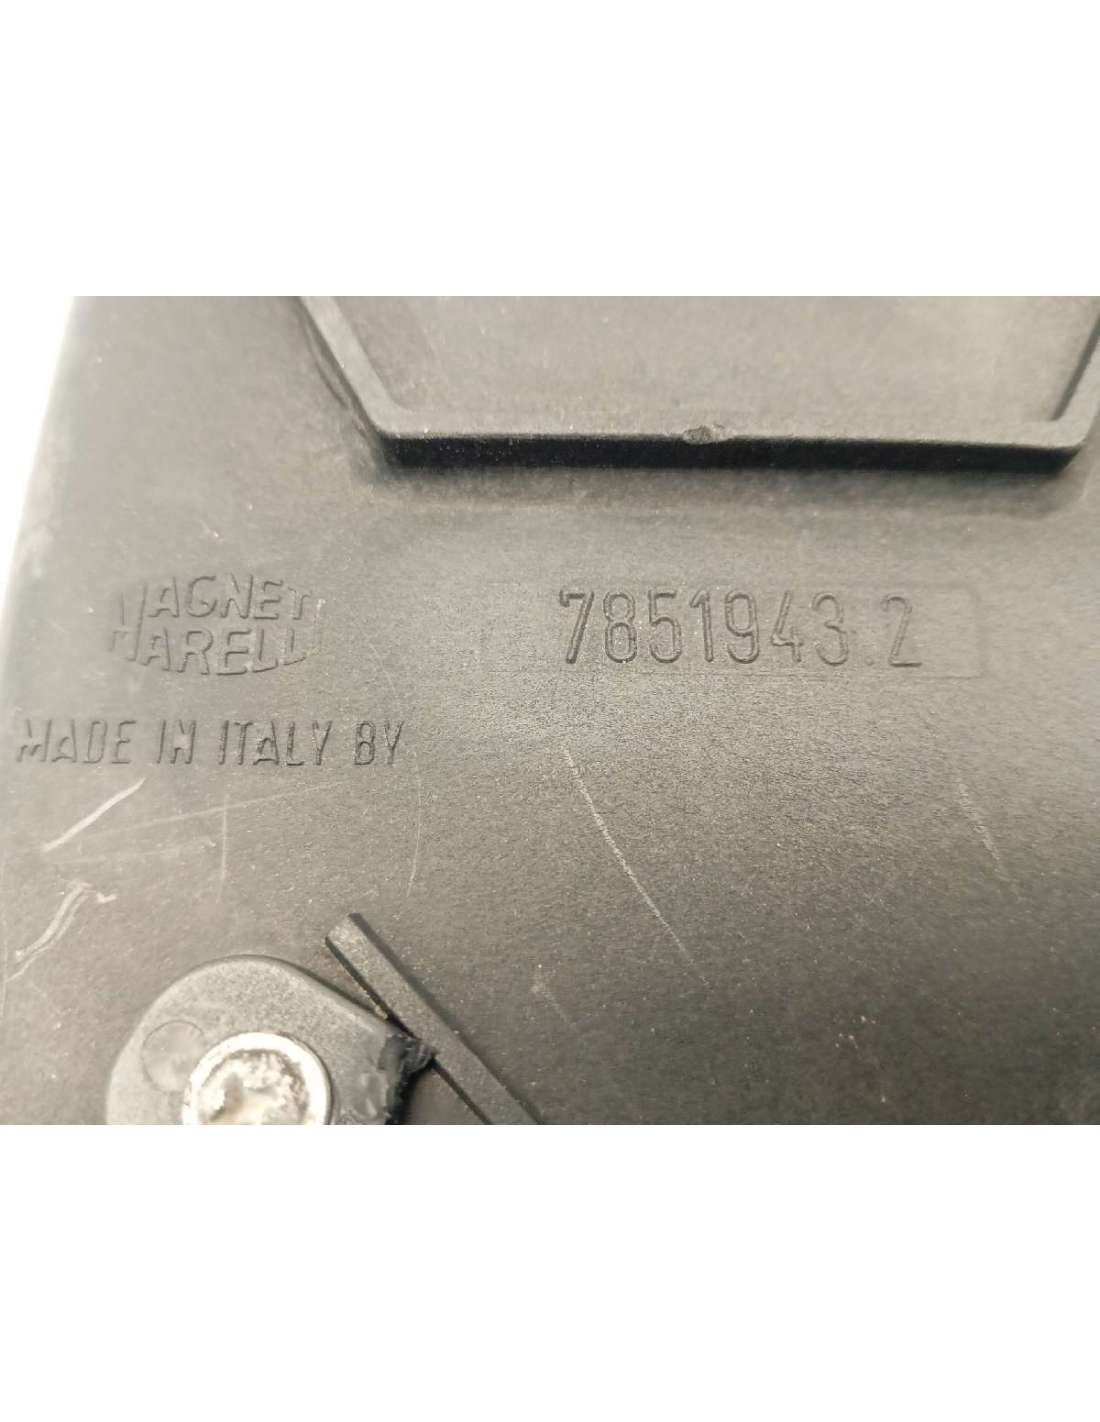 MAGNETI
MARELLI
7851943.2
MADE IN ITALY BY